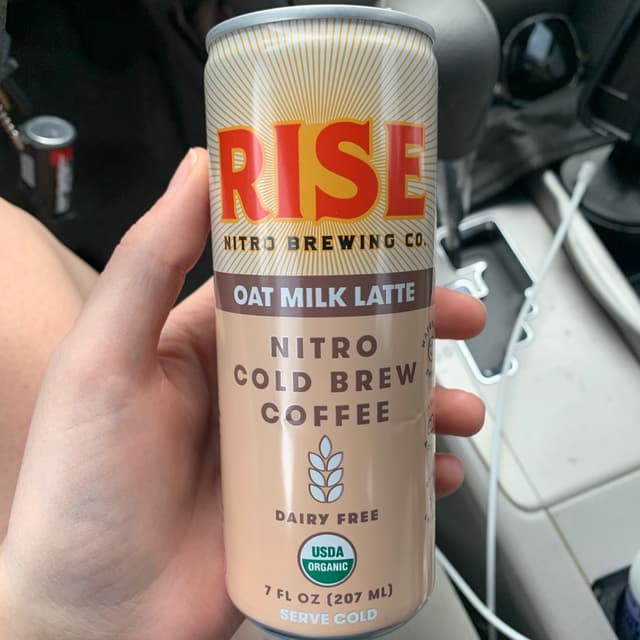 RISE
NITRO BREWING CO.
OAT MILK LATTE
NITRO
COLD BREW
COFFEE
DAIRY FREE
USDA
ORGANIC
7 FL OZ (207 ML)
SERVE COLD